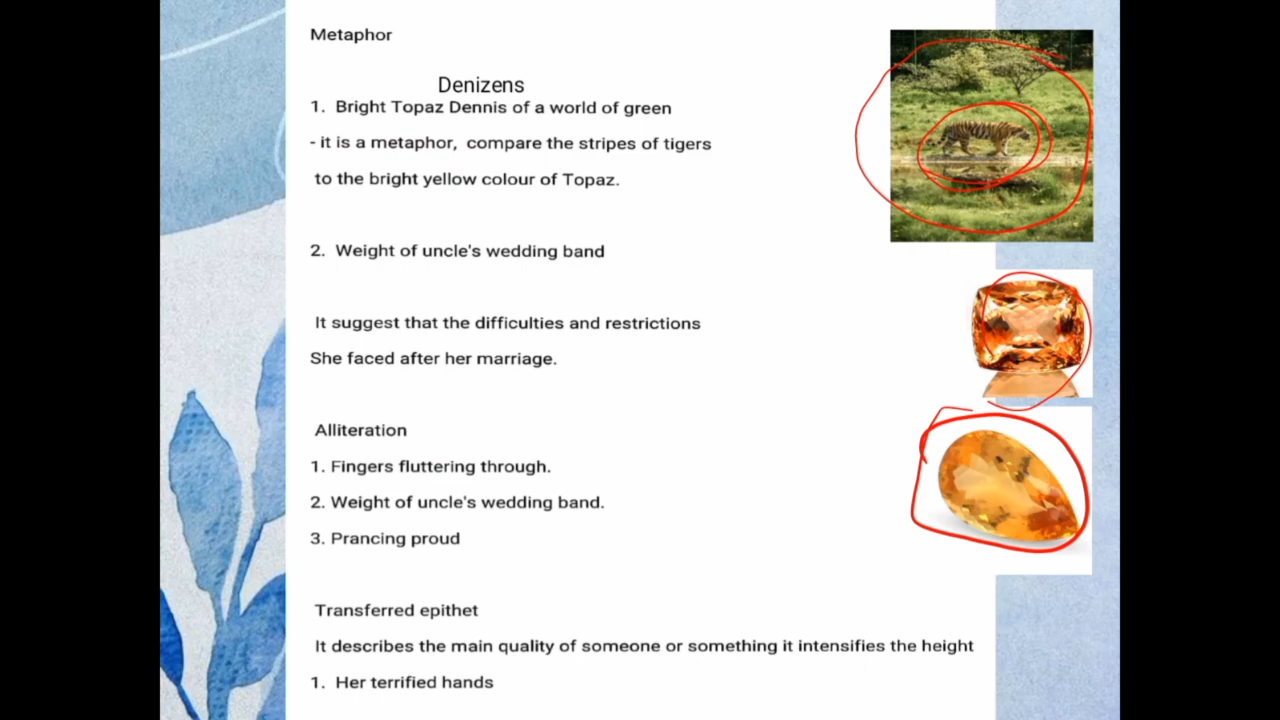 Metaphor
Denizens
1. Bright Topaz Dennis of a world of green
- it is a metaphor, compare the stripes of tigers
to the bright yellow colour of Topaz.
2. Weight of uncle's wedding band
It suggest that the difficulties and restrictions
She faced after her marriage.
Alliteration
1. Fingers fluttering through.
2. Weight of uncle's wedding band.
3. Prancing proud
Transferred epithet
It describes the main quality of someone or something it intensifies the height
1. Her terrified hands